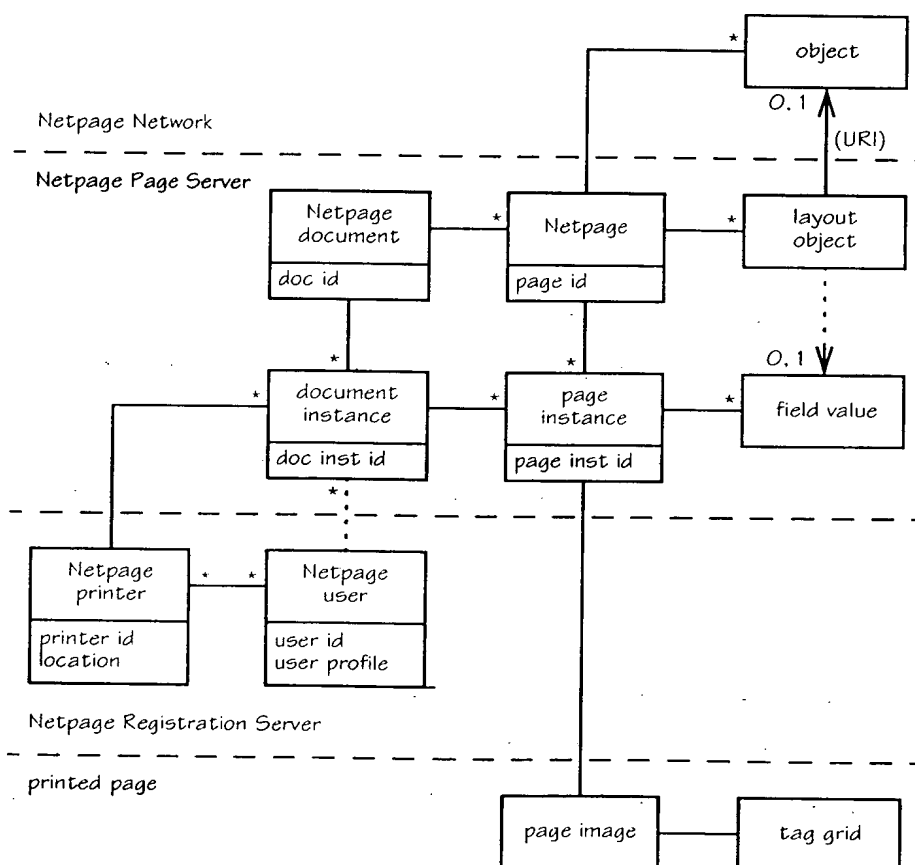 *
object
0, 1
Netpage Network
(URI)
Netpage Page Server
Netpage
document
*
Netpage
*
layout
object
doc id
page id
*
*
0, 1
*
document
instance
*
page
instance
*
field value
doc inst id
page inst id
*
Netpage
printer
* *
Netpage
user
printer id
location
user id
user profile
Netpage Registration Server
printed page
page image
tag grid